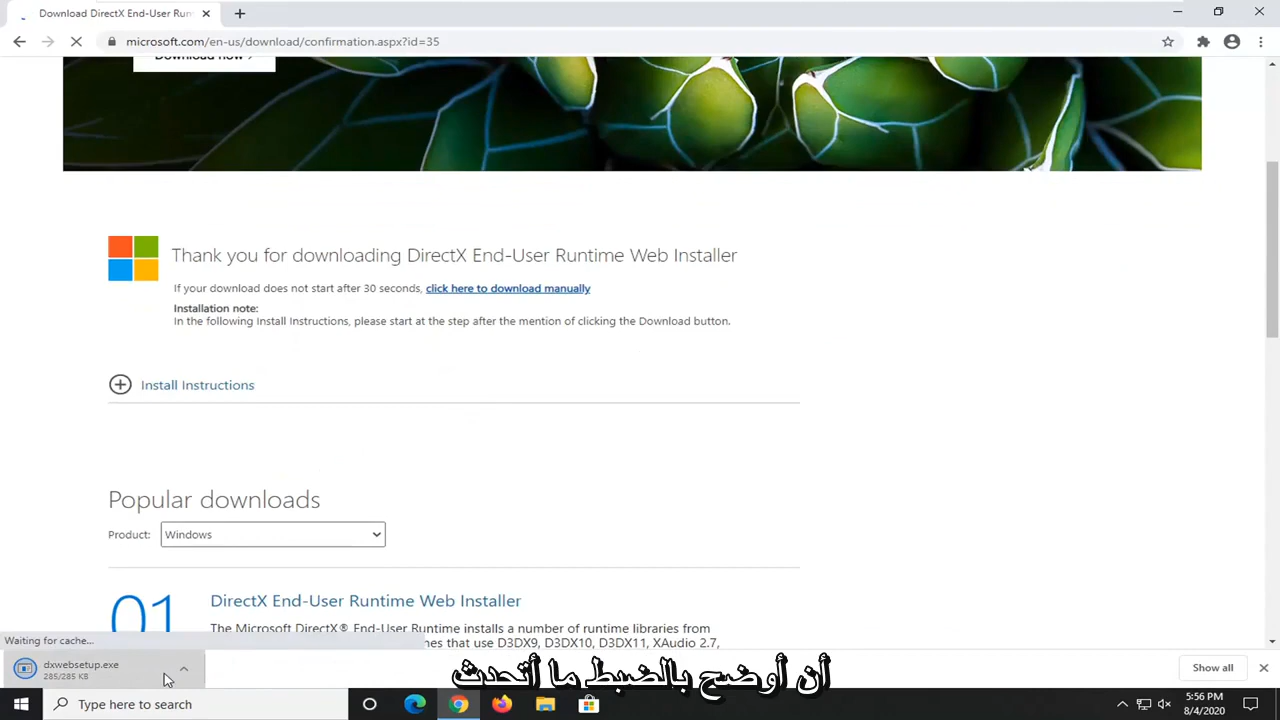 Download DirectX End-User Run
microsoft.com/en-us/download/confirmation.aspx?id=35
Download now
Thank you for downloading DirectX End-User Runtime Web Installer
If your download does not start after 30 seconds, click here to download manually
Installation note:
In the following Install Instructions, please start at the step after the mention of clicking the Download button.
Install Instructions
Popular downloads
Product: Windows
01 DirectX End-User Runtime Web Installer
The Microsoft DirectX® End-User Runtime installs a number of runtime libraries from
nes that use D3DX9, D3DX10, D3DX11, XAudio 2.7,
Waiting for cache...
dxwebsetup.exe
285/285 KB
أن أوضح بالضبط ما أتحدث
Show all
Type here to search
5:56 PM
8/4/2020